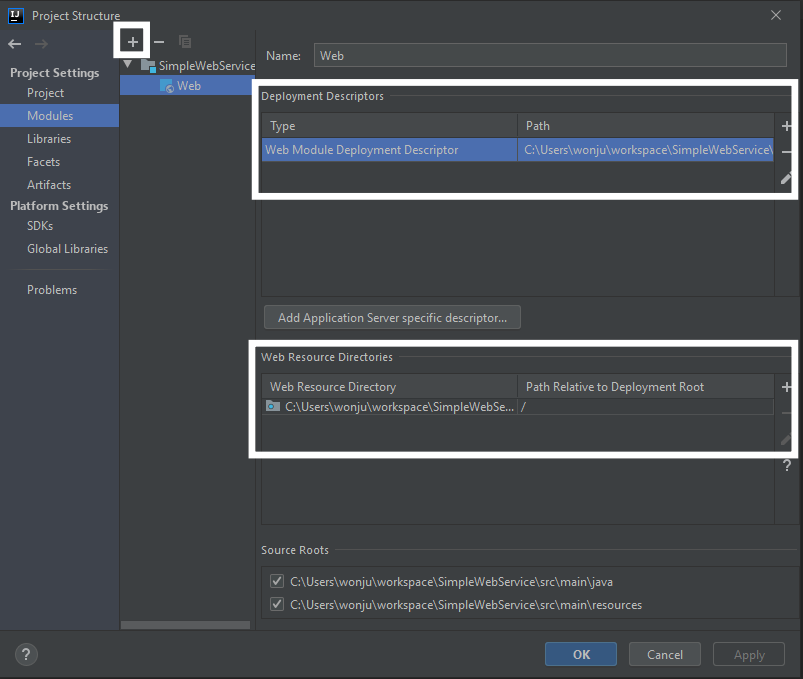 IJ Project Structure
Name: Web
Project Settings
Project
Modules
Libraries
Facets
Artifacts
Platform Settings
SDKs
Global Libraries
Problems
SimpleWebService
Web
Deployment Descriptors
Type Path
Web Module Deployment Descriptor C:\Users\wonju\workspace\SimpleWebService\
Add Application Server specific descriptor...
Web Resource Directories
Web Resource Directory Path Relative to Deployment Root
C:\Users\wonju\workspace\SimpleWebSe... /
?
Source Roots
C:\Users\wonju\workspace\SimpleWebService\src\main\java
C:\Users\wonju\workspace\SimpleWebService\src\main\resources
? OK Cancel Apply